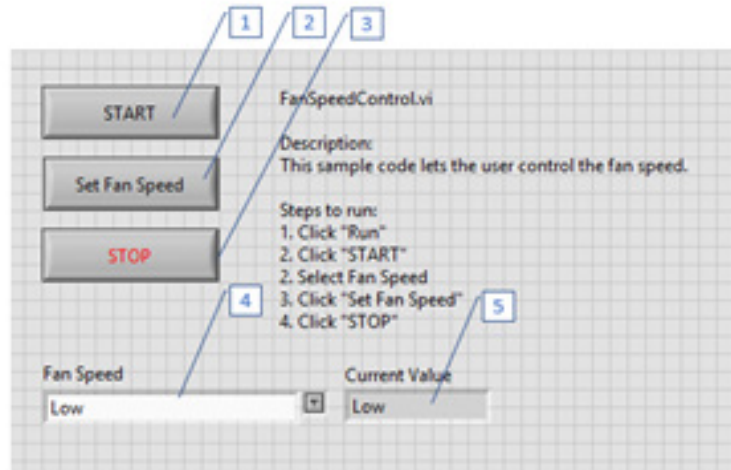 1 2 3
START
Set Fan Speed
STOP
FanSpeedControl.vi
Description:
This sample code lets the user control the fan speed.
Steps to run:
1. Click "Run"
2. Click "START"
2. Select Fan Speed
3. Click "Set Fan Speed"
4. Click "STOP"
4 5
Fan Speed Current Value
Low Low